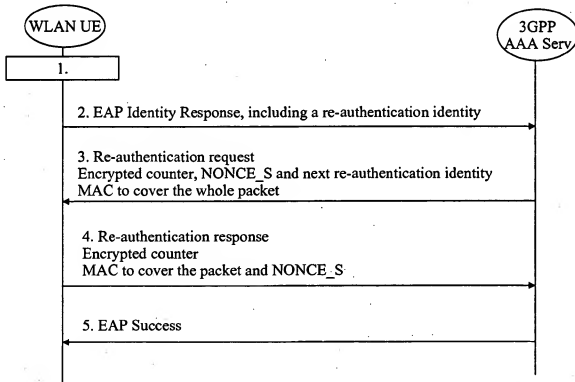 WLAN UE
3GPP
AAA Serv
1.
2. EAP Identity Response, including a re-authentication identity
3. Re-authentication request
Encrypted counter, NONCE_S and next re-authentication identity
MAC to cover the whole packet
4. Re-authentication response
Encrypted counter
MAC to cover the packet and NONCE_S
5. EAP Success